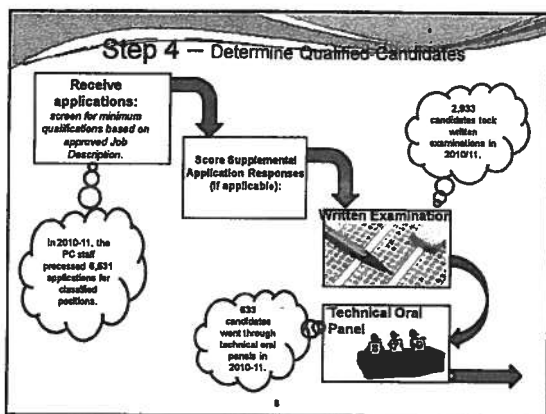 Step 4 – Determine Qualified Candidates
Receive
applications:
screen for minimum
qualifications based on
approved Job
Description.
In 2010-11, the
PC staff
processed 6,531
applications for
classified
positions.
Score Supplemental
Application Responses
(if applicable):
2,933
candidates took
written
examinations in
2010/11.
Written Examination
633
candidates
went through
technical oral
panels in
2010-11.
Technical Oral
Panel
8